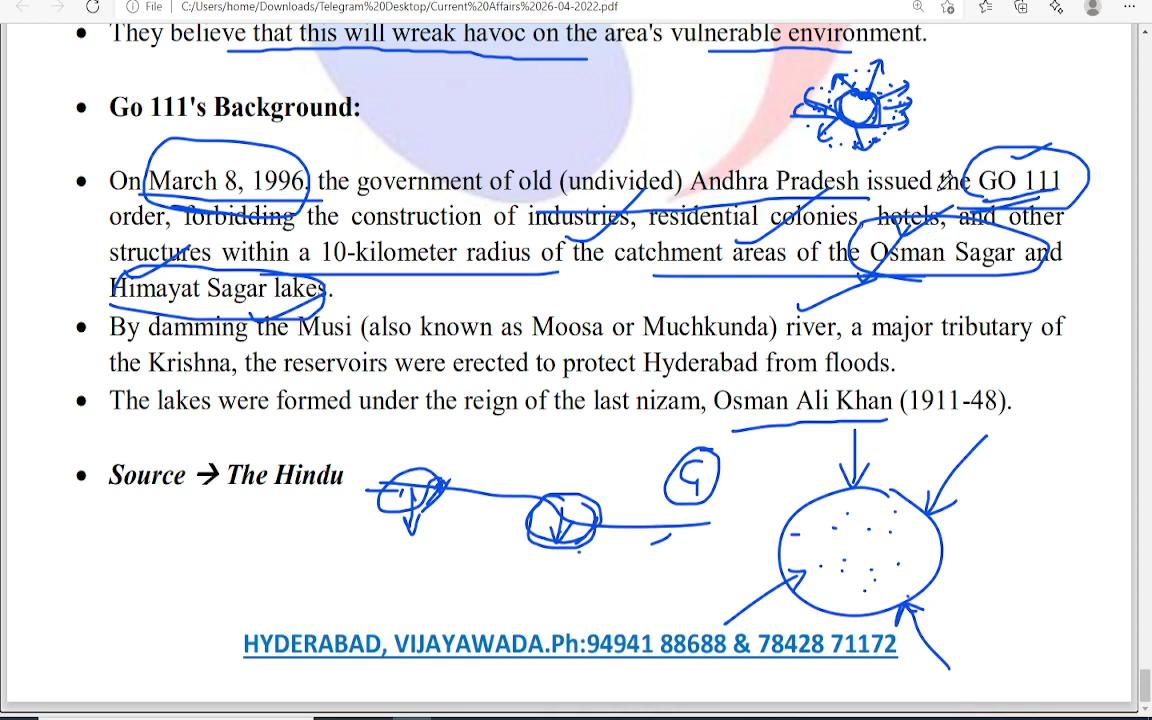 File
C:/Users/home/Downloads/Telegram%20Desktop/Current%20Affairs%2026-04-2022.pdf
• They believe that this will wreak havoc on the area's vulnerable environment.
• Go 111's Background:
• On March 8, 1996, the government of old (undivided) Andhra Pradesh issued the GO 111
order, forbidding the construction of industries, residential colonies, hotels, and other
structures within a 10-kilometer radius of the catchment areas of the Osman Sagar and
Himayat Sagar lakes.
• By damming the Musi (also known as Moosa or Muchkunda) river, a major tributary of
the Krishna, the reservoirs were erected to protect Hyderabad from floods.
• The lakes were formed under the reign of the last nizam, Osman Ali Khan (1911-48).
• Source → The Hindu
HYDERABAD, VIJAYAWADA.Ph:94941 88688 & 78428 71172